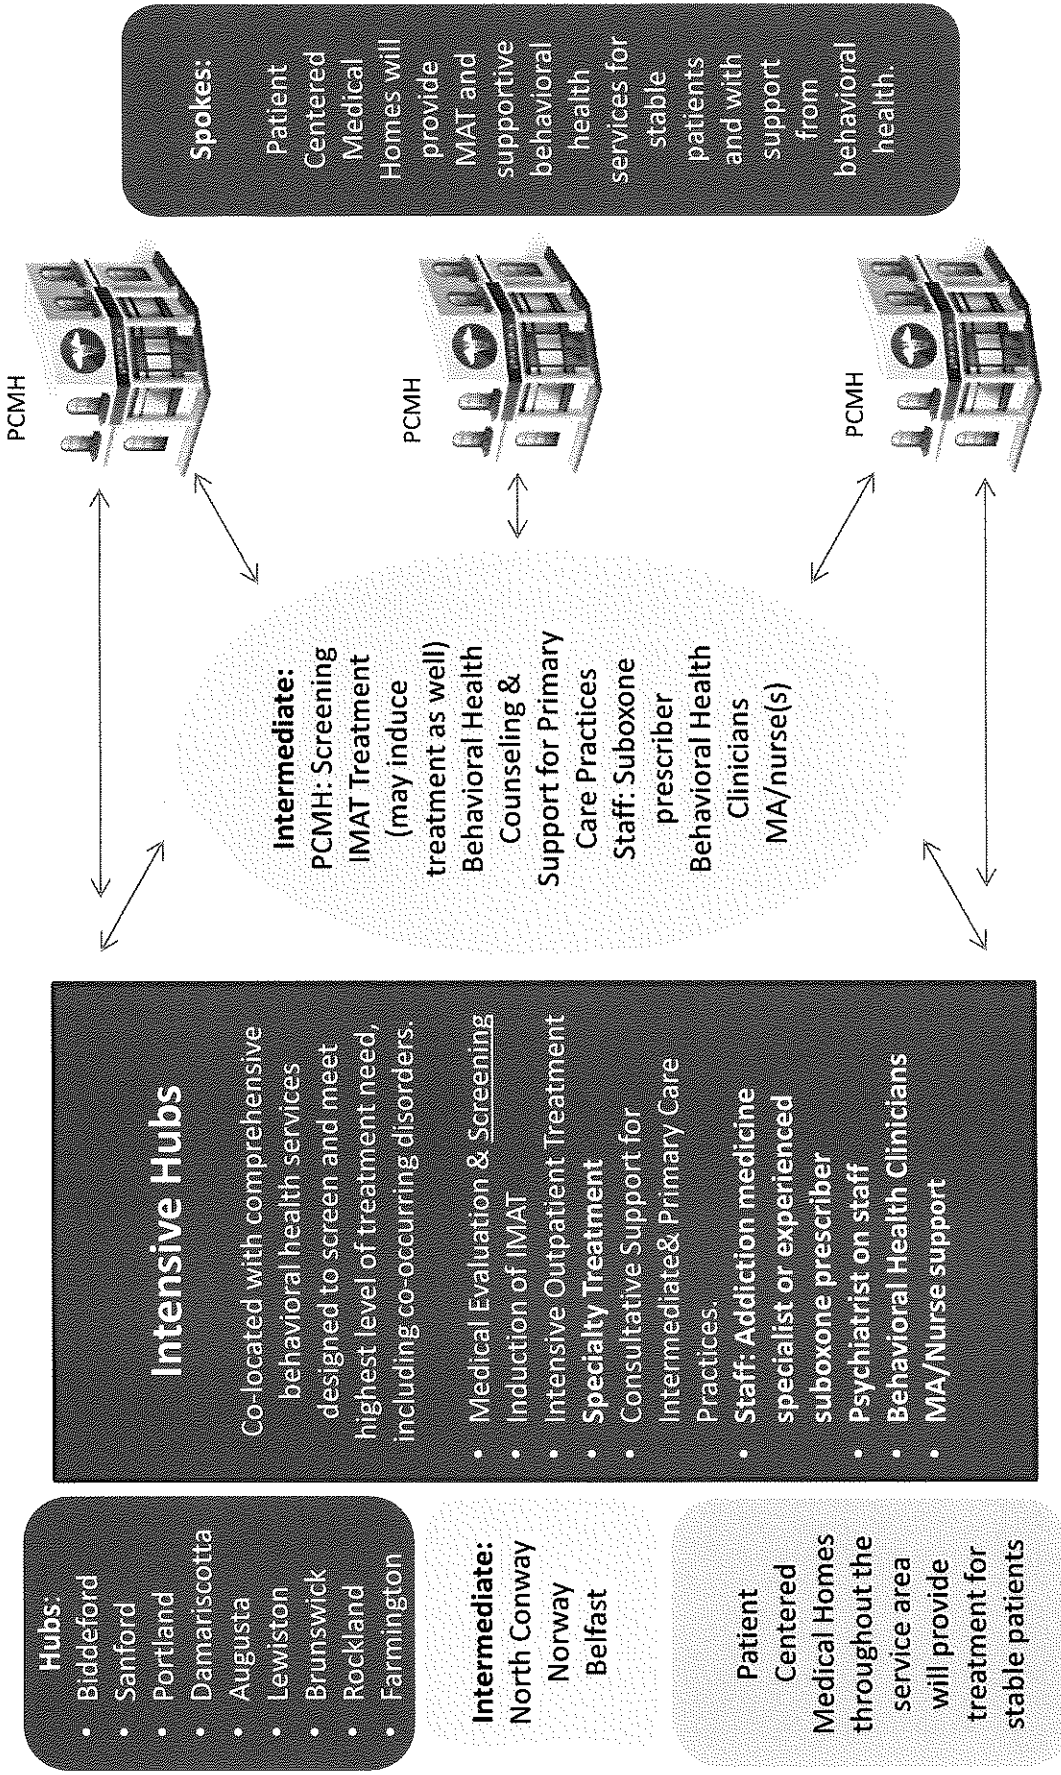 Hubs:
• Biddeford
• Sanford
• Portland
• Damariscotta
• Augusta
• Lewiston
• Brunswick
• Rockland
• Farmington
Intermediate:
North Conway
Norway
Belfast
Patient
Centered
Medical Homes
throughout the
service area
will provide
treatment for
stable patients
Intensive Hubs
Co-located with comprehensive
behavioral health services
designed to screen and meet
highest level of treatment need,
including co-occurring disorders.
• Medical Evaluation & Screening
• Induction of IMAT
• Intensive Outpatient Treatment
• Specialty Treatment
• Consultative Support for
Intermediate& Primary Care
Practices.
• Staff: Addiction medicine
specialist or experienced
suboxone prescriber
• Psychiatrist on staff
• Behavioral Health Clinicians
• MA/Nurse support
Intermediate:
PCMH: Screening
IMAT Treatment
(may induce
treatment as well)
Behavioral Health
Counseling &
Support for Primary
Care Practices
Staff: Suboxone
prescriber
Behavioral Health
Clinicians
MA/nurse(s)
PCMH
PCMH
PCMH
Spokes:
Patient
Centered
Medical
Homes will
provide
MAT and
supportive
behavioral
health
services for
stable
patients
and with
support
from
behavioral
health.